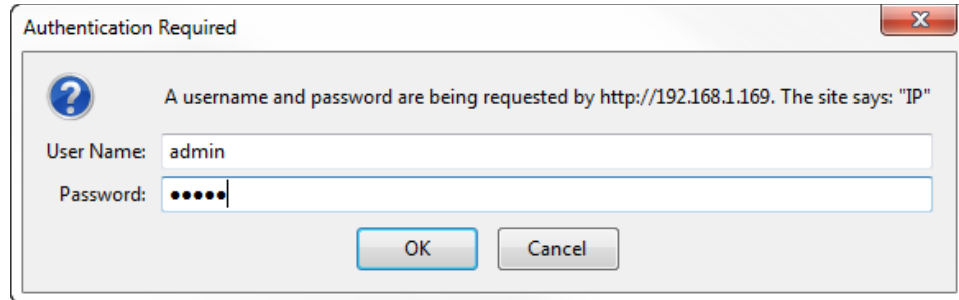 Authentication Required
A username and password are being requested by http://192.168.1.169. The site says: "IP"
User Name: admin
Password: •••••
OK Cancel